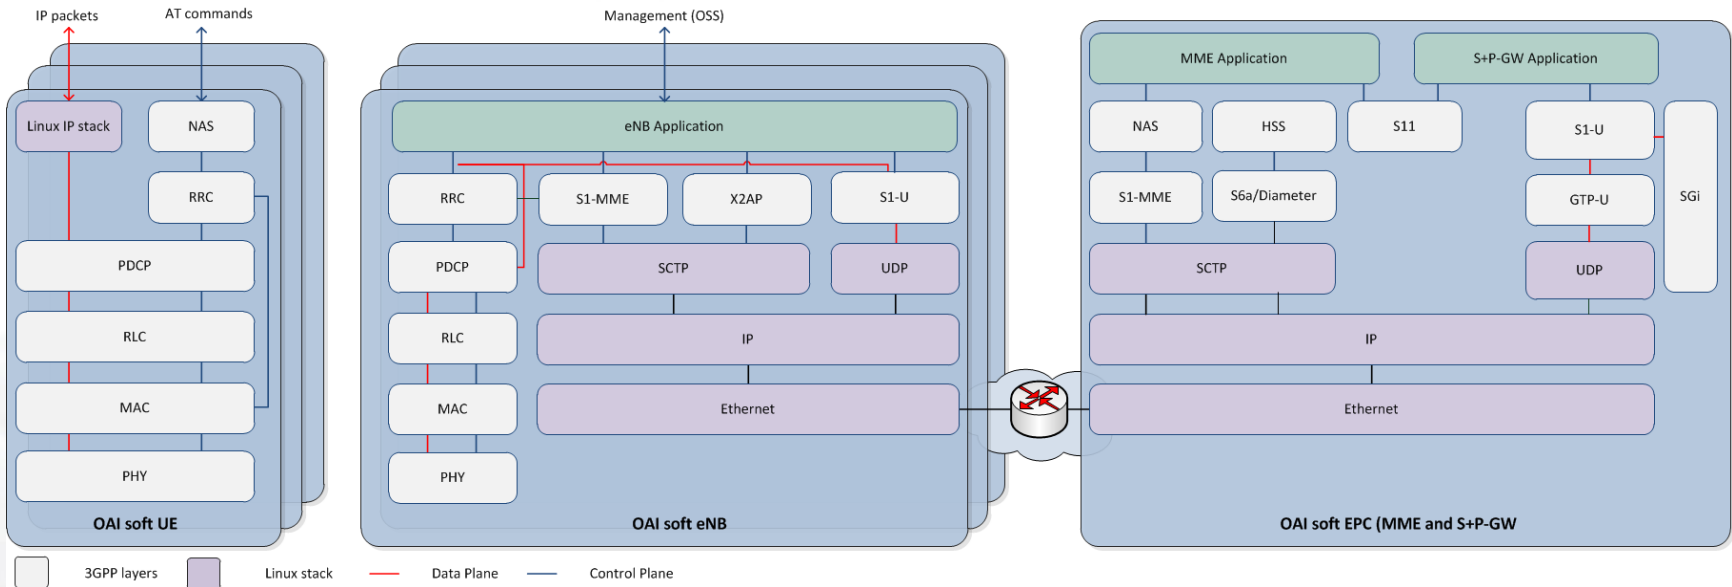 IP packets
AT commands
Linux IP stack
NAS
RRC
PDCP
RLC
MAC
PHY
OAI soft UE
Management (OSS)
eNB Application
RRC
S1-MME
X2AP
S1-U
PDCP
SCTP
UDP
RLC
IP
MAC
Ethernet
PHY
OAI soft eNB
MME Application
S+P-GW Application
NAS
HSS
S11
S1-U
S1-MME
S6a/Diameter
GTP-U
SGi
SCTP
UDP
IP
Ethernet
OAI soft EPC (MME and S+P-GW
3GPP layers
Linux stack
Data Plane
Control Plane